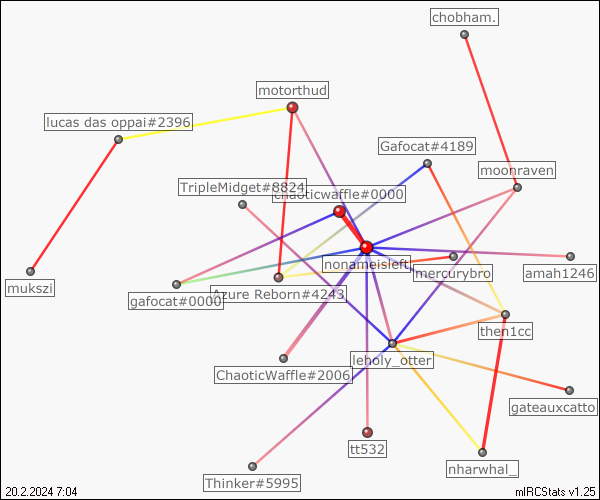 chobham.
motorthud
lucas das oppai#2396
Gafocat#4189
moonraven
TripleMidget#8824
chaoticwaffle#0000
nonameisleft
mercurybro
amah1246
mukszi
gafocat#0000
Azure Reborn#4243
then1cc
leholy_otter
ChaoticWaffle#2006
gateauxcatto
tt532
nharwhal_
Thinker#5995
20.2.2024 7:04
mIRCStats v1.25